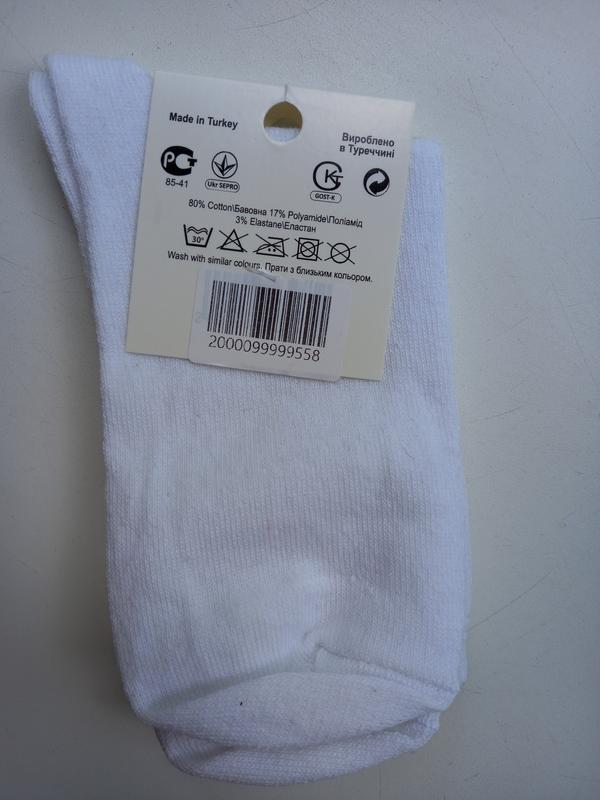 Made in Turkey
Вироблено
в Туреччині
РСТ
85-41
Ukr SEPRO
GOST-K
80% Cotton\Бавовна 17% Polyamide\Поліамід
3% Elastane\Еластан
30°
Wash with similar colours. Прати з близьким кольором.
2000099999558